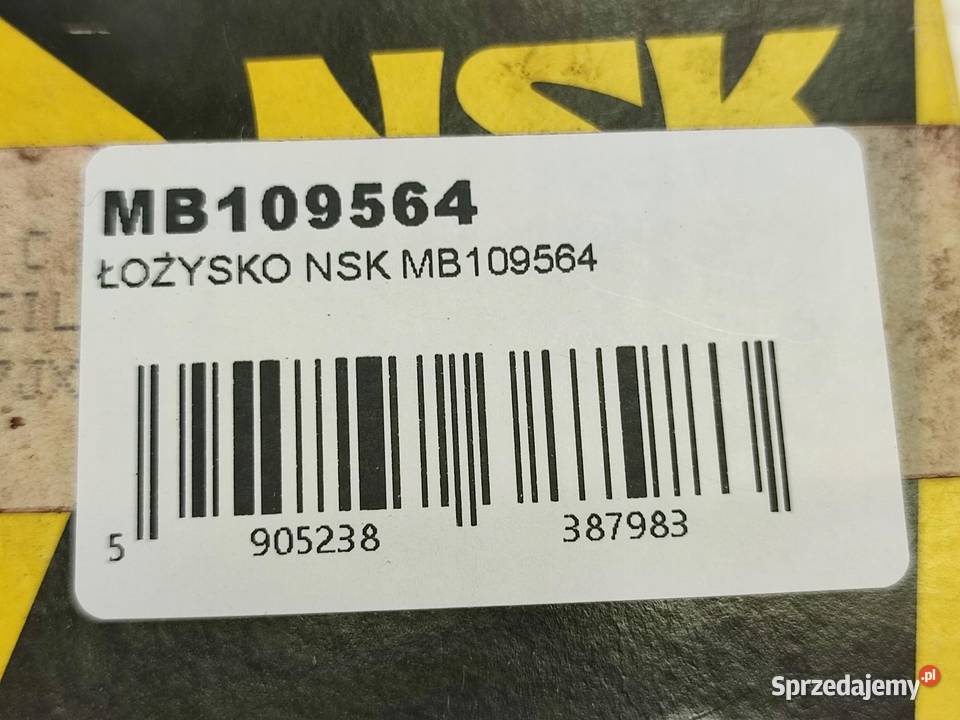 NSK
MB109564
ŁOŻYSKO NSK MB109564
C
5 905238 387983
Sprzedajemy.pl